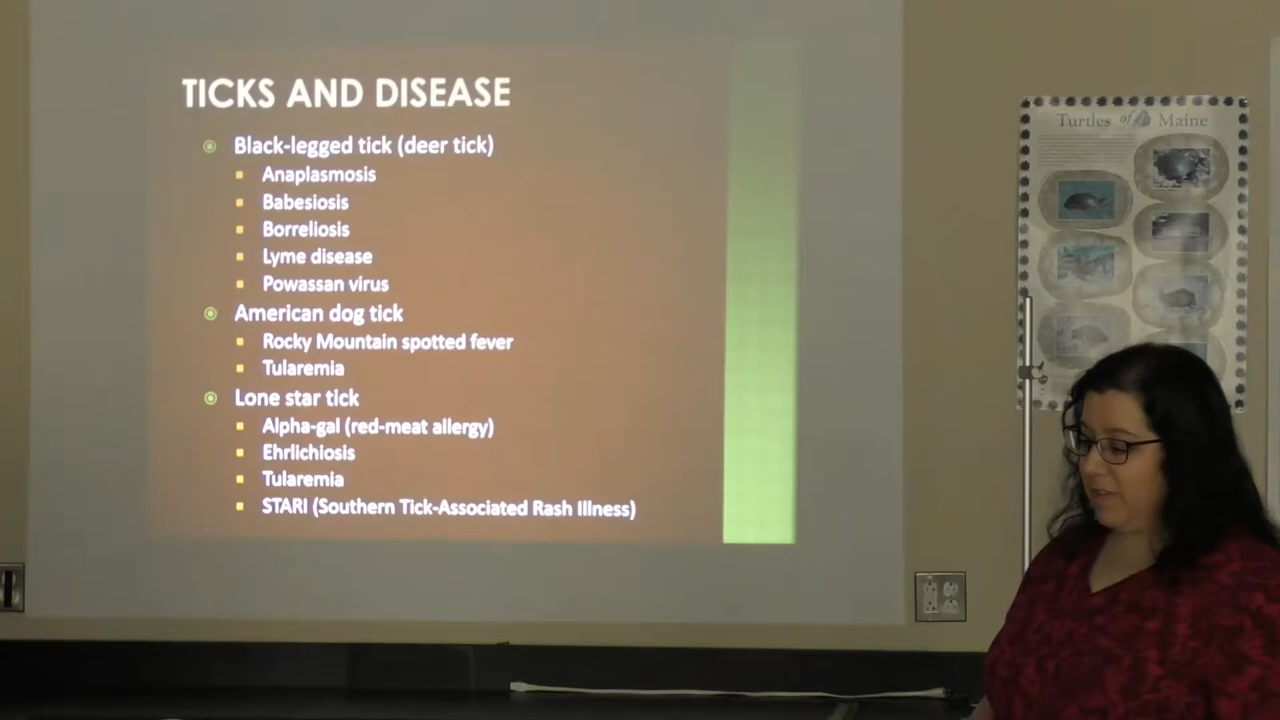 TICKS AND DISEASE
Black-legged tick (deer tick)
Anaplasmosis
Babesiosis
Borreliosis
Lyme disease
Powassan virus
American dog tick
Rocky Mountain spotted fever
Tularemia
Lone star tick
Alpha-gal (red-meat allergy)
Ehrlichiosis
Tularemia
STARI (Southern Tick-Associated Rash Illness)
Turtles of Maine